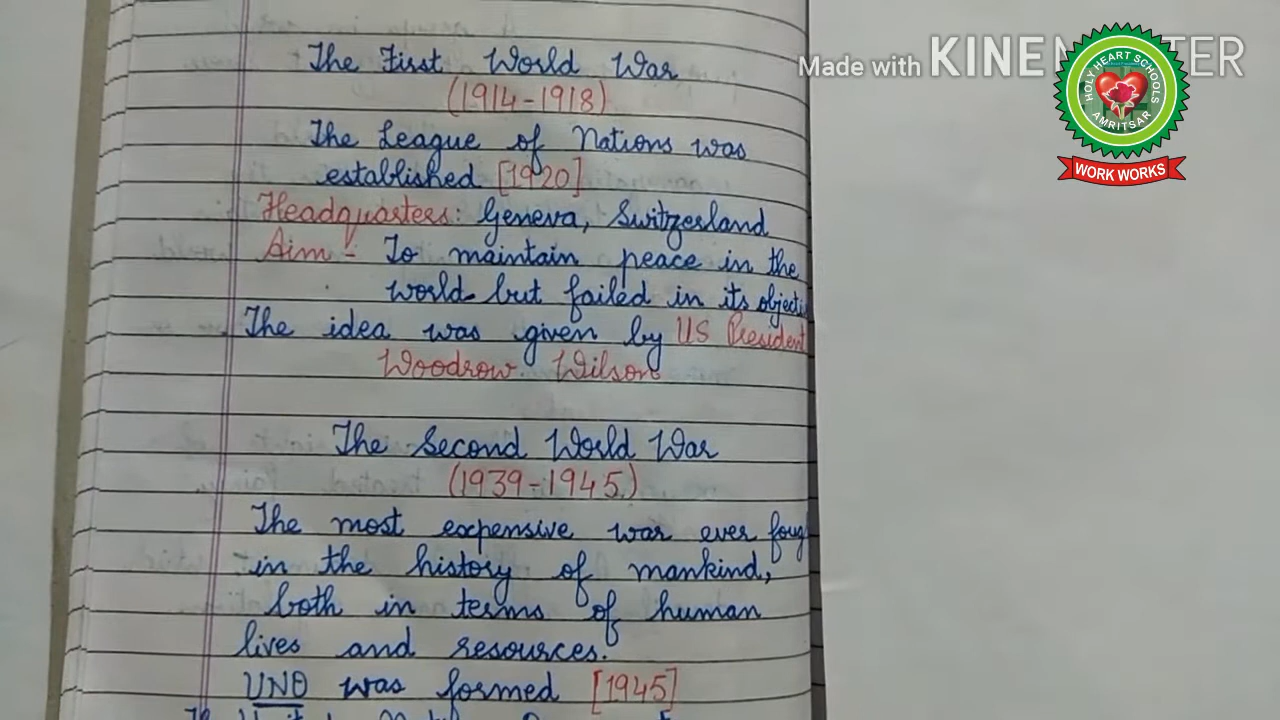 The First World War
(1914-1918)
The League of Nations was
established [1920]
Headquarters: Geneva, Switzerland
Aim:- To maintain peace in the
world but failed in its objecti
The idea was given by US President
Woodrow Wilson
The Second World War
(1939-1945)
The most expensive war ever foug
in the history of mankind,
both in terms of human
lives and resources.
UNO was formed [1945]
Made with KINEMASTER
HOLY HEART SCHOOLS
AMRITSAR
WORK WORKS